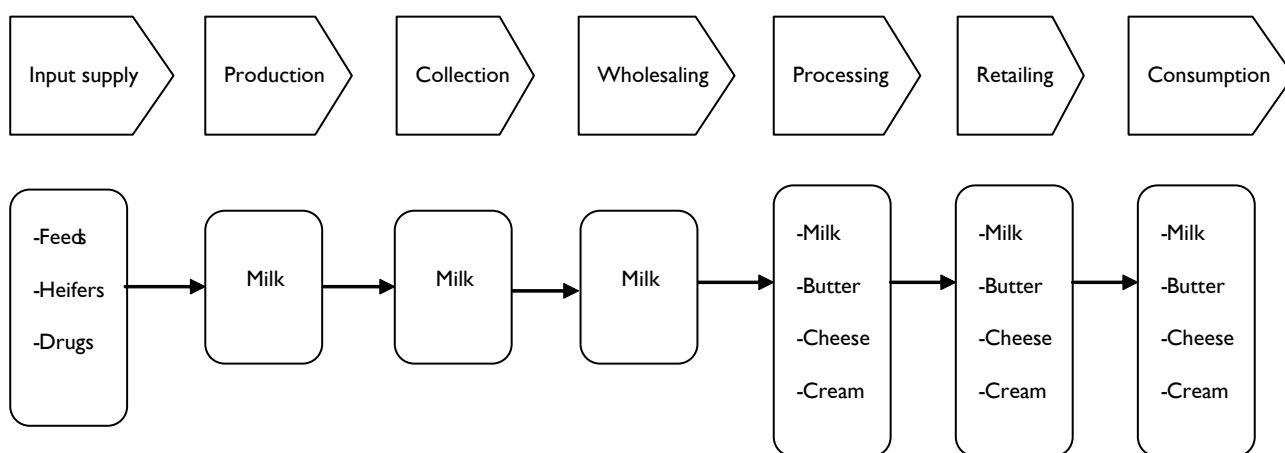 Input supply
Production
Collection
Wholesaling
Processing
Retailing
Consumption
-Feeds
-Heifers
-Drugs
Milk
Milk
Milk
-Milk
-Butter
-Cheese
-Cream
-Milk
-Butter
-Cheese
-Cream
-Milk
-Butter
-Cheese
-Cream